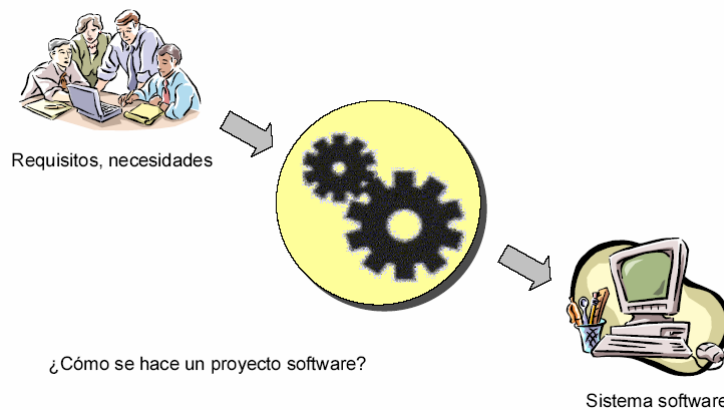 Requisitos, necesidades
¿Cómo se hace un proyecto software?
Sistema software